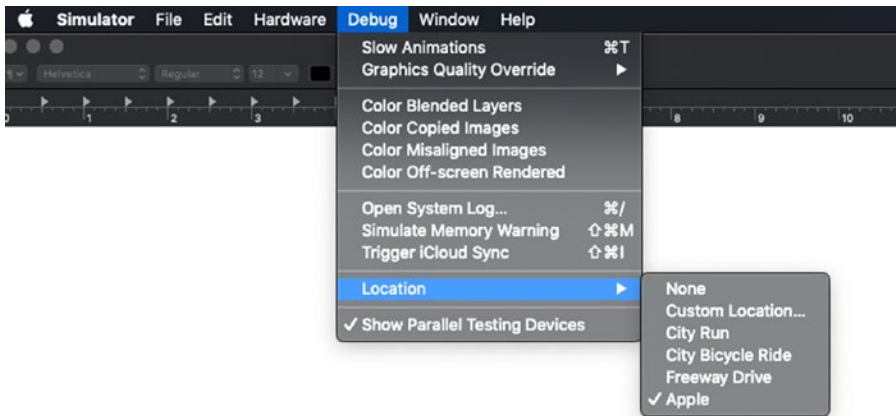 Simulator File Edit Hardware Debug Window Help
Helvetica Regular 12
1 2 3 8 9 10
Slow Animations ⌘T
Graphics Quality Override ▶
Color Blended Layers
Color Copied Images
Color Misaligned Images
Color Off-screen Rendered
Open System Log... ⌘/
Simulate Memory Warning ⇧⌘M
Trigger iCloud Sync ⇧⌘I
Location ▶
✓ Show Parallel Testing Devices
None
Custom Location...
City Run
City Bicycle Ride
Freeway Drive
✓ Apple